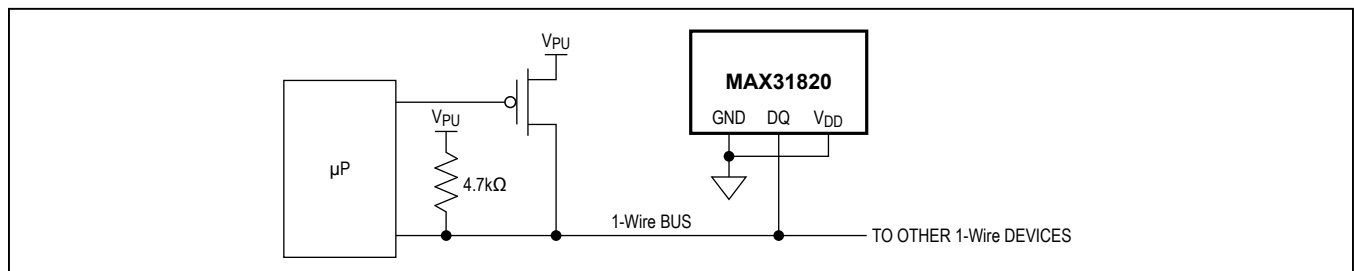 VPU
MAX31820
GND DQ VDD
VPU
µP
4.7kΩ
1-Wire BUS
TO OTHER 1-Wire DEVICES